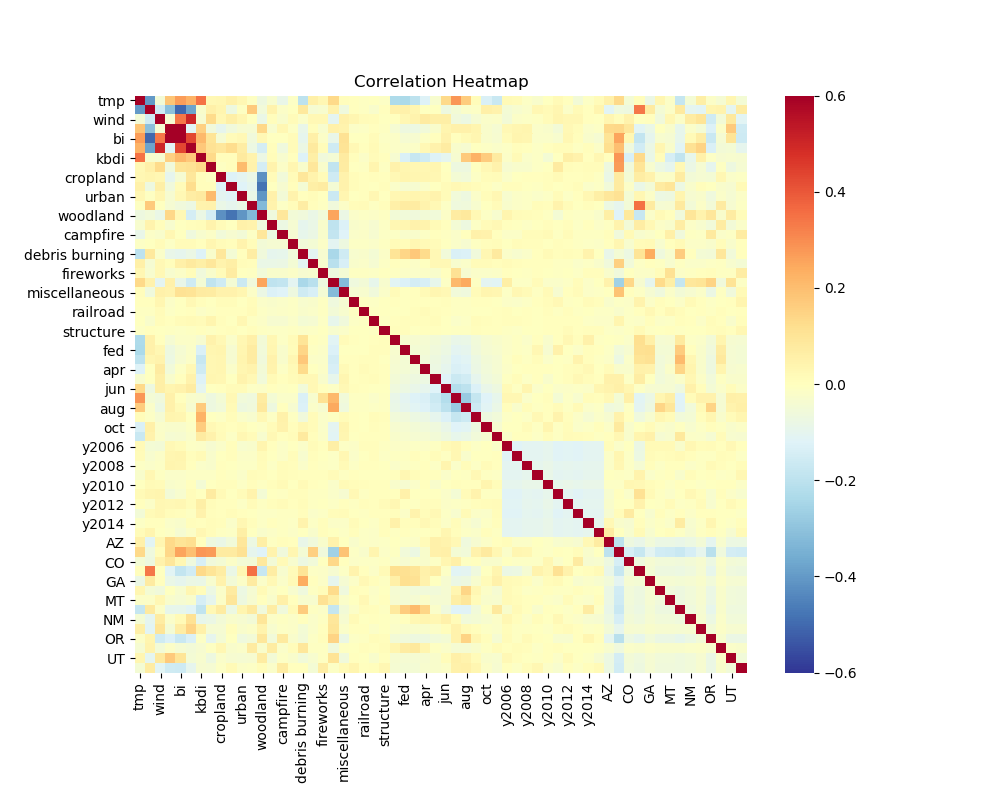 Correlation Heatmap
tmp
wind
bi
kbdi
cropland
urban
woodland
campfire
debris burning
fireworks
miscellaneous
railroad
structure
fed
apr
jun
aug
oct
y2006
y2008
y2010
y2012
y2014
AZ
CO
GA
MT
NM
OR
UT
tmp
wind
bi
kbdi
cropland
urban
woodland
campfire
debris burning
fireworks
miscellaneous
railroad
structure
fed
apr
jun
aug
oct
y2006
y2008
y2010
y2012
y2014
AZ
CO
GA
MT
NM
OR
UT
0.6
0.4
0.2
0.0
−0.2
−0.4
−0.6